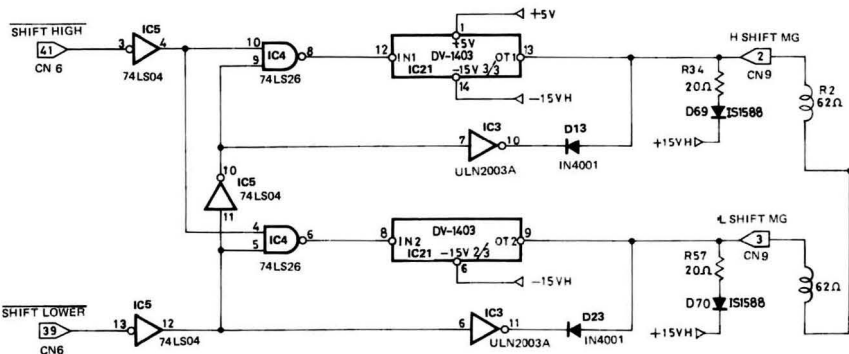 SHIFT HIGH
41
CN 6
3
IC5
4
74LS04
10
9
IC4
8
74LS26
12
IN1
+5V
1
+5V
DV-1403
IC21
-15V 3/3
14
-15VH
OT1
13
H SHIFT MG
2
CN9
R34
20Ω
D69
IS1588
+15VH
R2
62Ω
7
IC3
10
ULN2003A
D13
IN4001
10
IC5
74LS04
11
4
5
IC4
6
74LS26
8
IN2
DV-1403
IC21
-15V 2/3
6
-15VH
OT2
9
L SHIFT MG
3
CN9
R57
20Ω
D70
IS1588
+15VH
62Ω
SHIFT LOWER
39
CN6
13
IC5
12
74LS04
6
IC3
11
ULN2003A
D23
IN4001